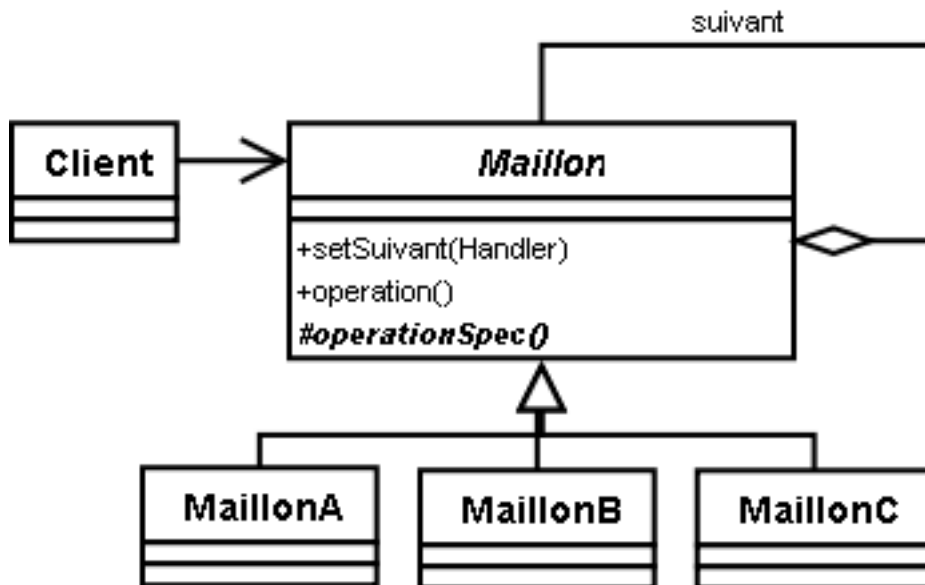 suivant
Client
Maillon
+setSuivant(Handler)
+operation()
#operationSpec()
MaillonA
MaillonB
MaillonC